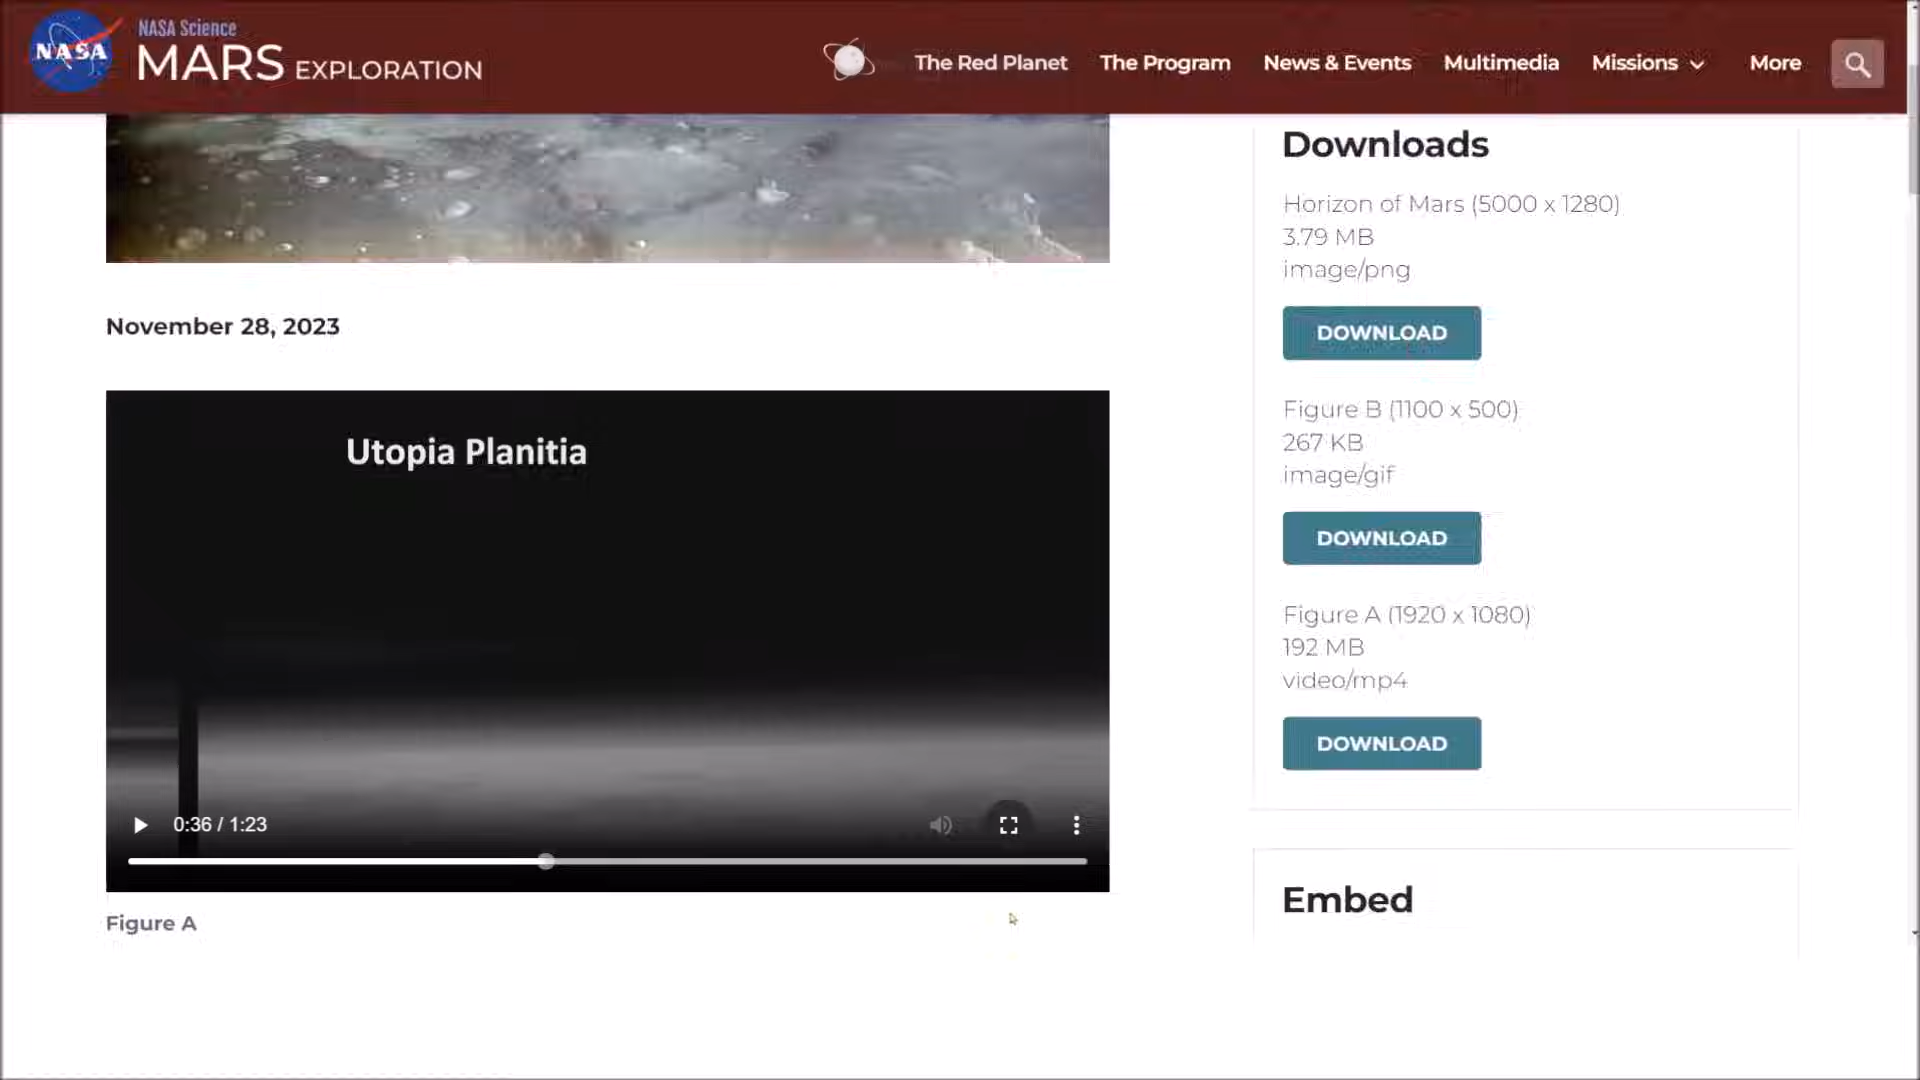 NASA
NASA Science
MARS EXPLORATION
The Red Planet
The Program
News & Events
Multimedia
Missions
More
November 28, 2023
Utopia Planitia
0:36 / 1:23
Figure A
Downloads
Horizon of Mars (5000 x 1280)
3.79 MB
image/png
DOWNLOAD
Figure B (1100 x 500)
267 KB
image/gif
DOWNLOAD
Figure A (1920 x 1080)
192 MB
video/mp4
DOWNLOAD
Embed